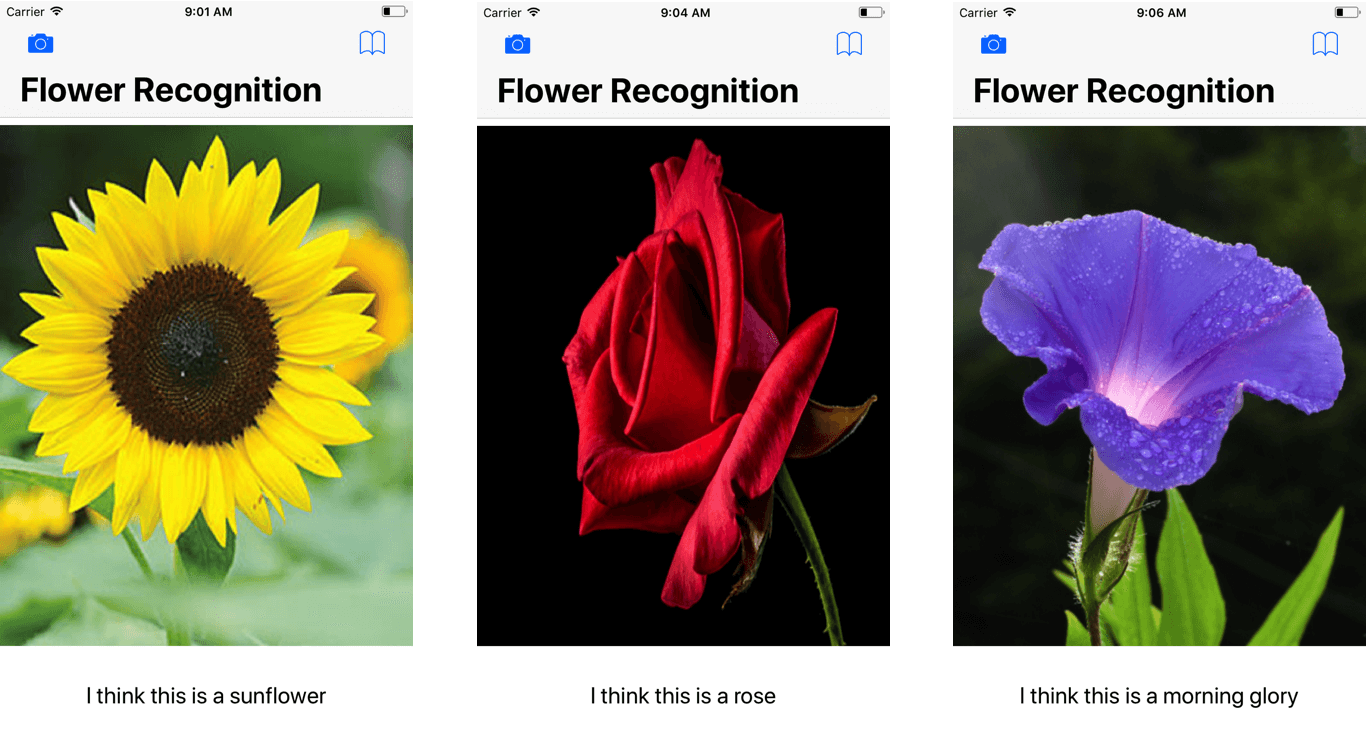 Carrier 9:01 AM
Flower Recognition
I think this is a sunflower
Carrier 9:04 AM
Flower Recognition
I think this is a rose
Carrier 9:06 AM
Flower Recognition
I think this is a morning glory